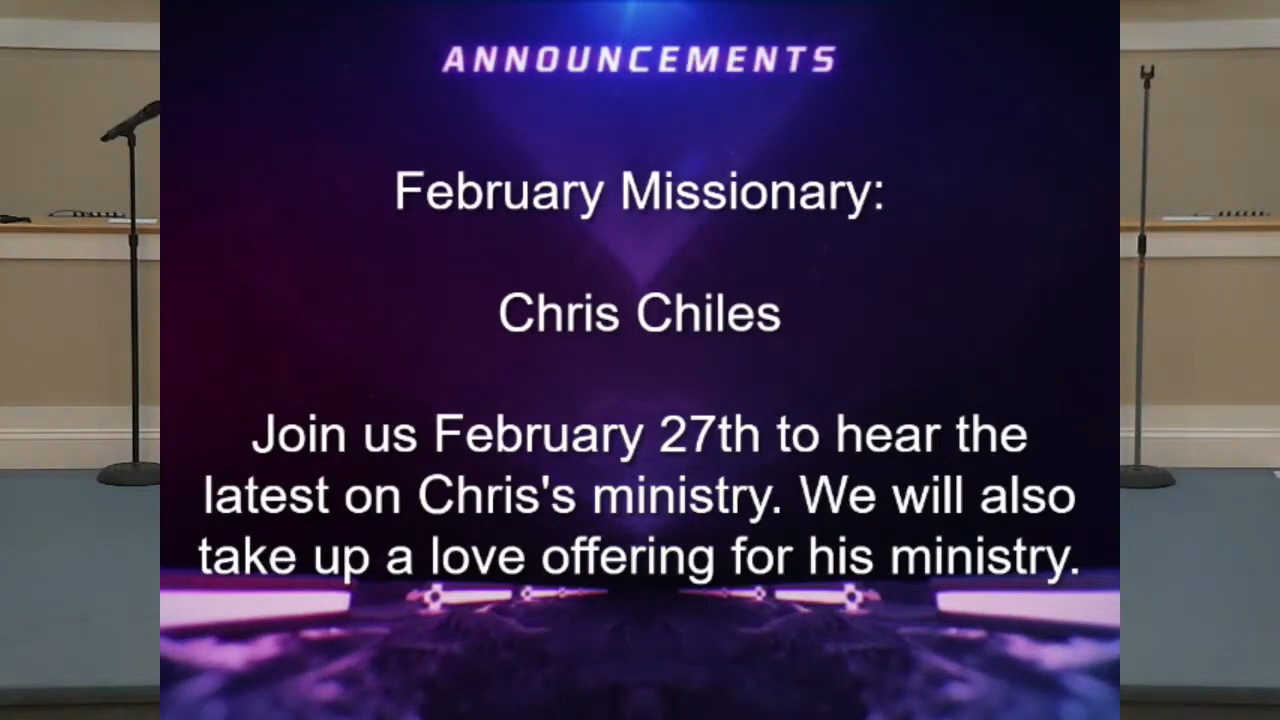 ANNOUNCEMENTS
February Missionary:
Chris Chiles
Join us February 27th to hear the
latest on Chris's ministry. We will also
take up a love offering for his ministry.